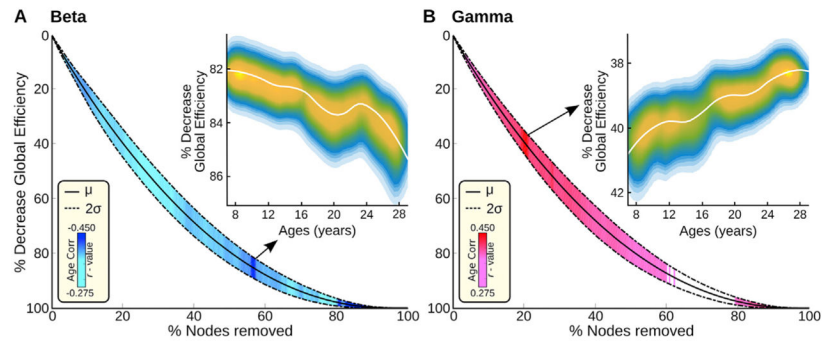 A Beta
B Gamma
% Decrease Global Efficiency
0
20
40
60
80
100
0
20
40
60
80
100
% Nodes removed
μ
2σ
-0.450
Age Corr
r - value
-0.275
% Decrease
Global Efficiency
82
84
86
8
12
16
20
24
28
Ages (years)
0
20
40
60
80
100
0
20
40
60
80
100
% Nodes removed
μ
2σ
0.450
Age Corr
r - value
0.275
% Decrease
Global Efficiency
38
40
42
8
12
16
20
24
28
Ages (years)